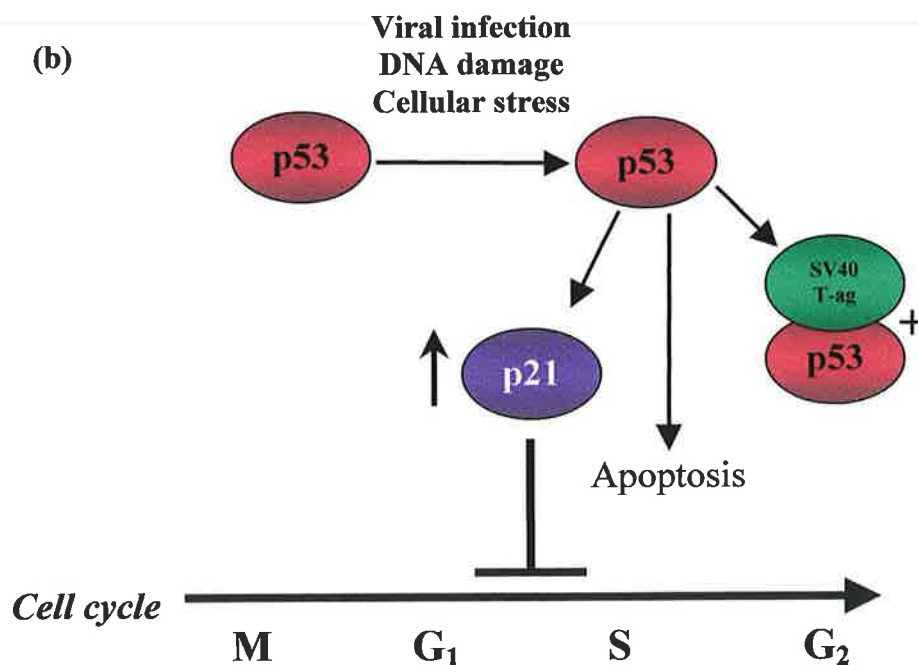 (b)
Viral infection
DNA damage
Cellular stress
p53
p53
SV40
T-ag
+
p53
p21
Apoptosis
Cell cycle
M G₁ S G₂